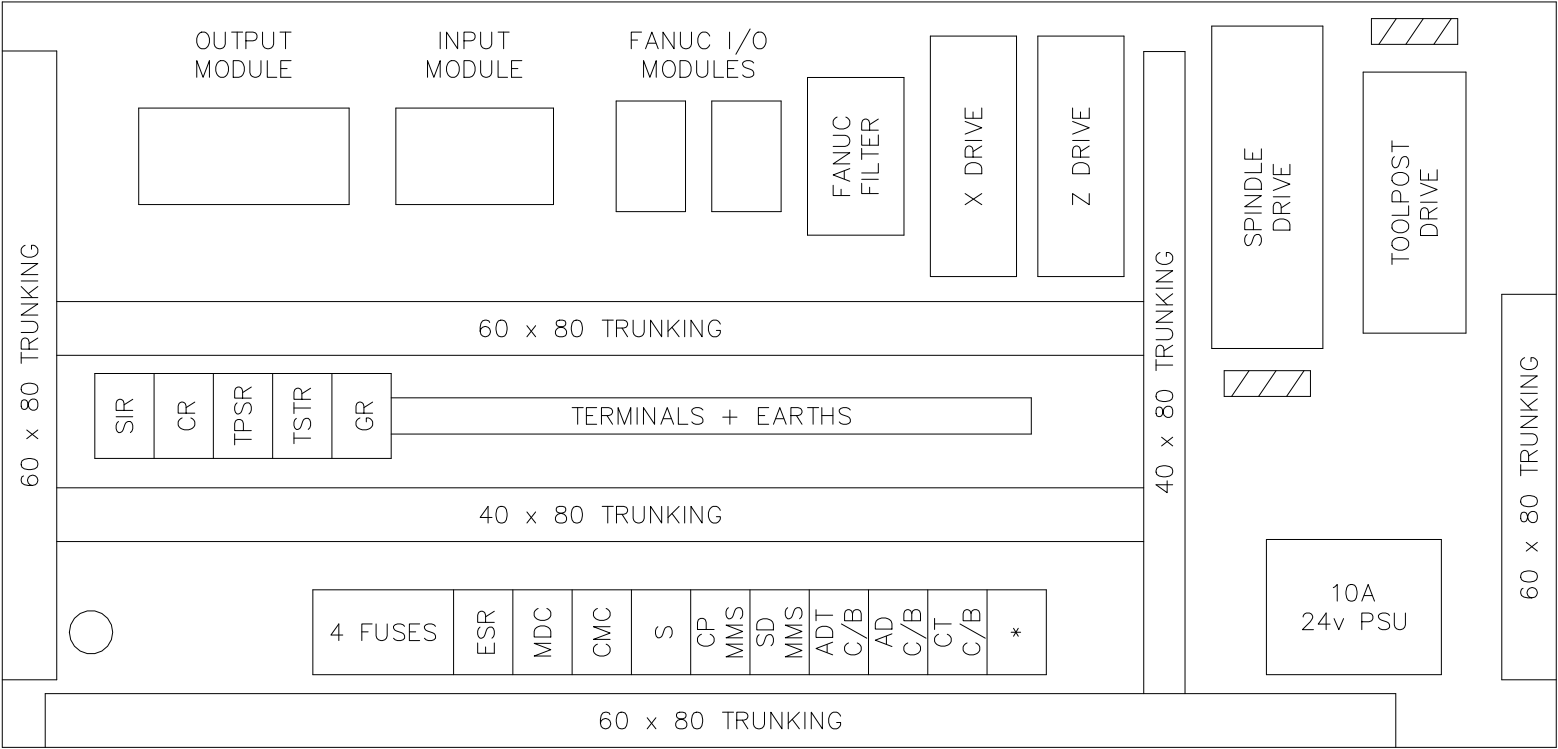 OUTPUT
MODULE
INPUT
MODULE
FANUC I/O
MODULES
FANUC
FILTER
X DRIVE
Z DRIVE
SPINDLE
DRIVE
TOOLPOST
DRIVE
60 x 80 TRUNKING
60 x 80 TRUNKING
40 x 80 TRUNKING
60 x 80 TRUNKING
SIR
CR
TPSR
TSTR
GR
TERMINALS + EARTHS
40 x 80 TRUNKING
4 FUSES
ESR
MDC
CMC
S
CP
MMS
SD
MMS
ADT
C/B
AD
C/B
CT
C/B
*
10A
24v PSU
60 x 80 TRUNKING